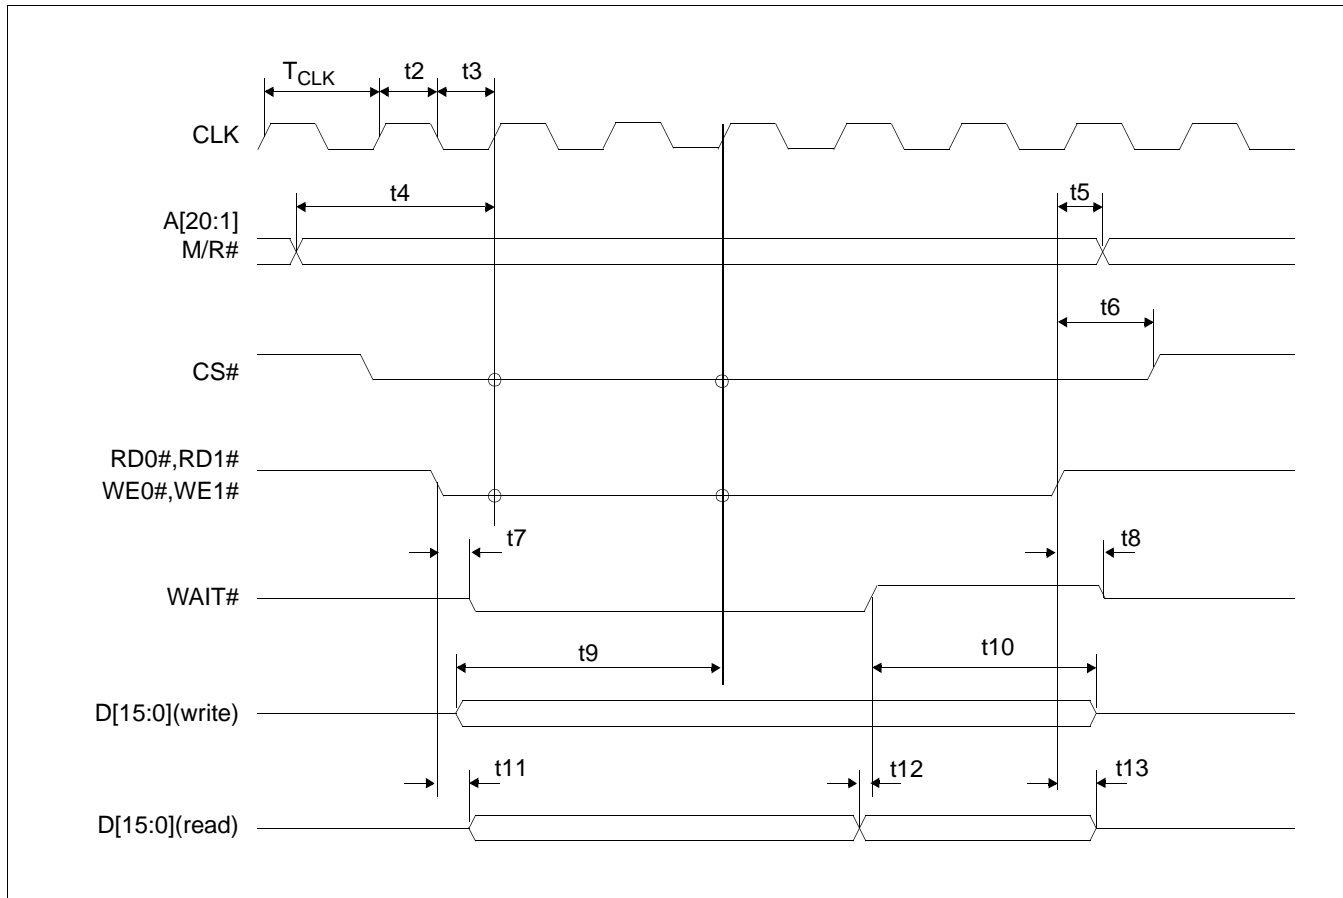 T_CLK t2 t3
CLK
t4 t5
A[20:1]
M/R#
t6
CS#
RD0#,RD1#
WE0#,WE1#
t7 t8
WAIT#
t9 t10
D[15:0](write)
t11 t12 t13
D[15:0](read)